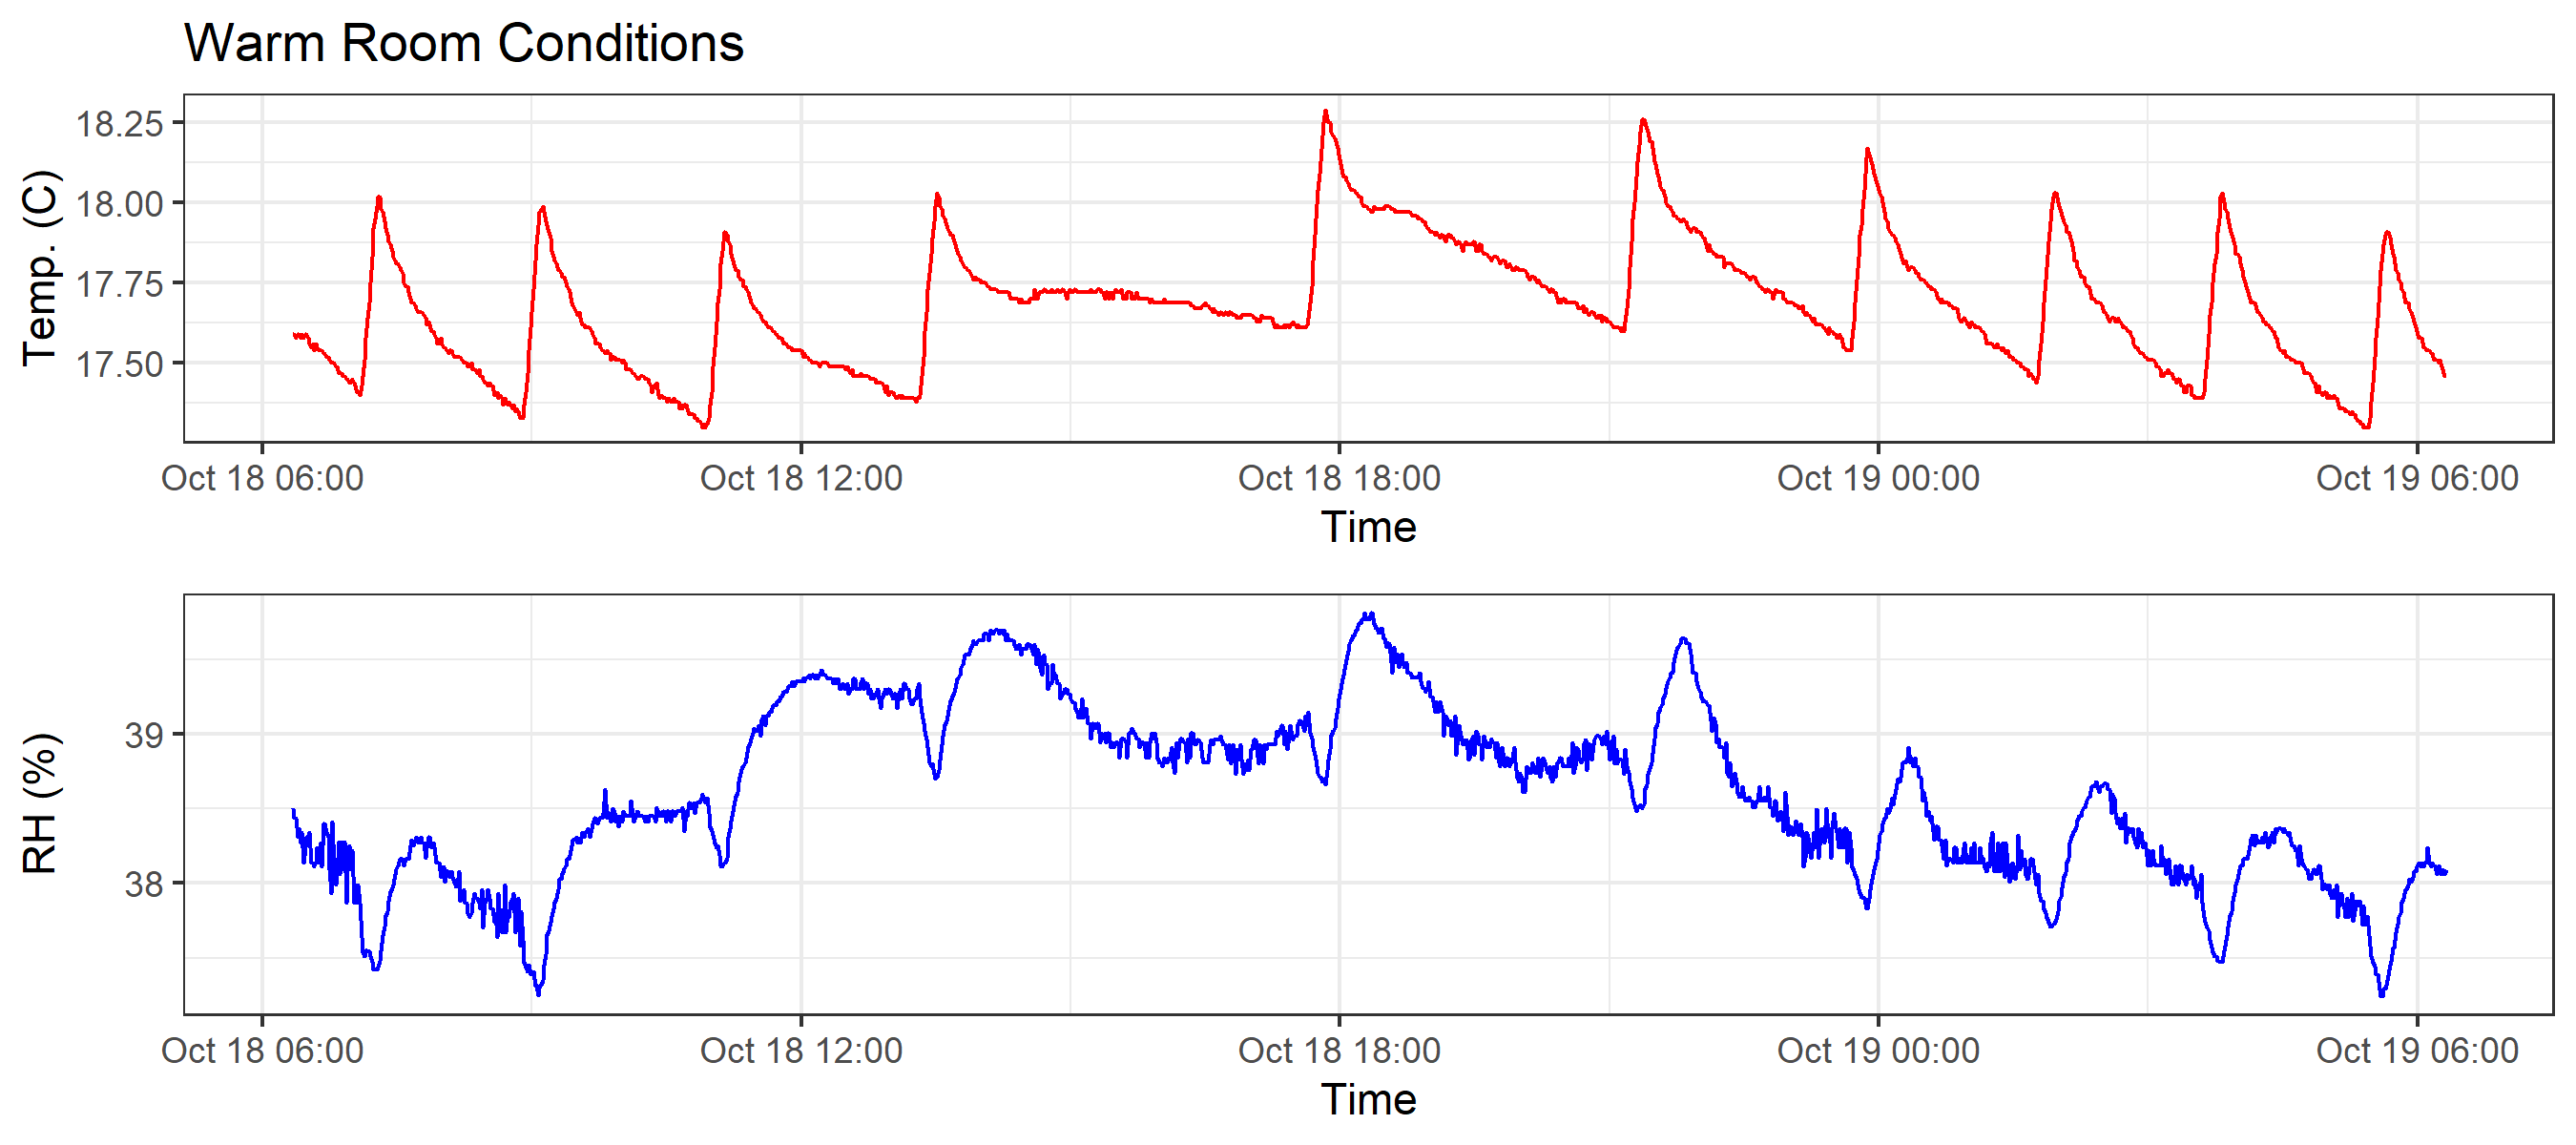 Warm Room Conditions
Temp. (C)
18.25
18.00
17.75
17.50
Oct 18 06:00 Oct 18 12:00 Oct 18 18:00 Oct 19 00:00 Oct 19 06:00
Time
RH (%)
39
38
Oct 18 06:00 Oct 18 12:00 Oct 18 18:00 Oct 19 00:00 Oct 19 06:00
Time